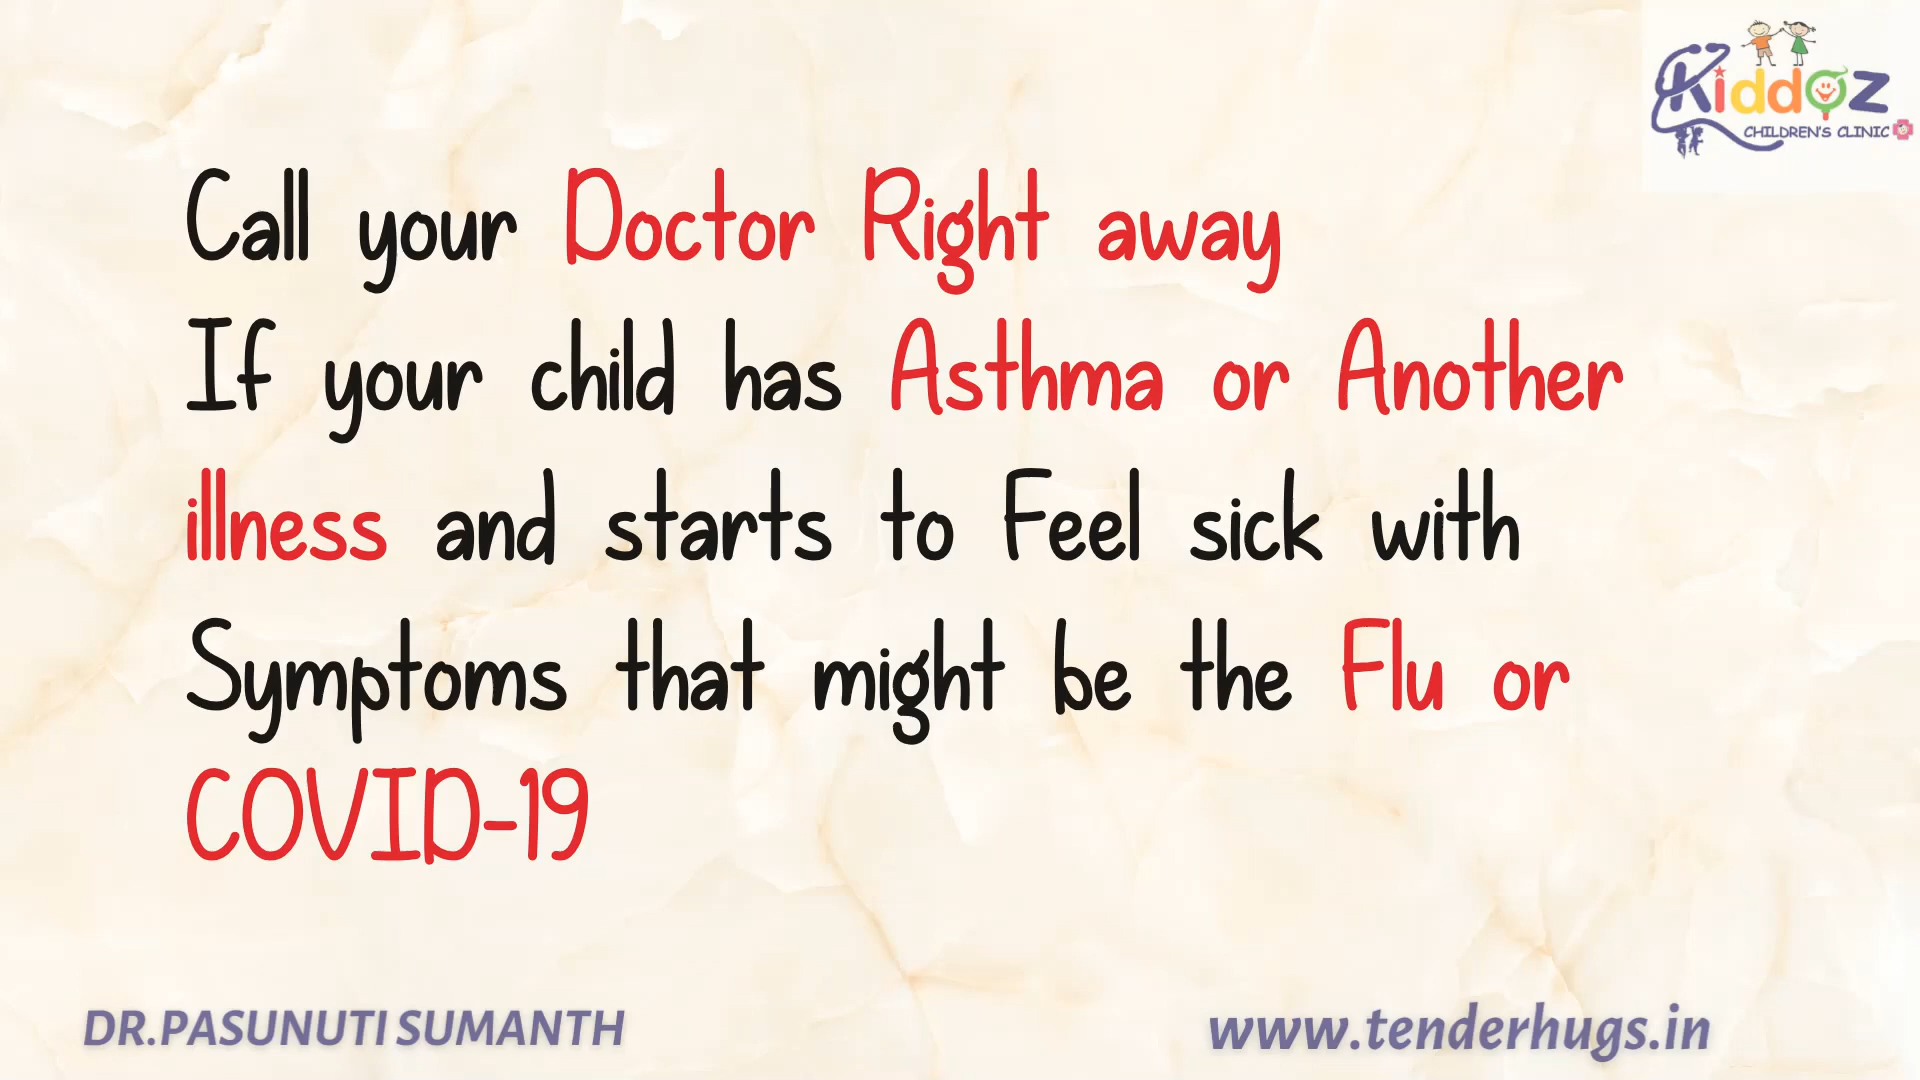 Kiddoz
CHILDREN'S CLINIC
Call your Doctor Right away
If your child has Asthma or Another
illness and starts to Feel sick with
Symptoms that might be the Flu or
COVID-19
DR.PASUNUTI SUMANTH
www.tenderhugs.in